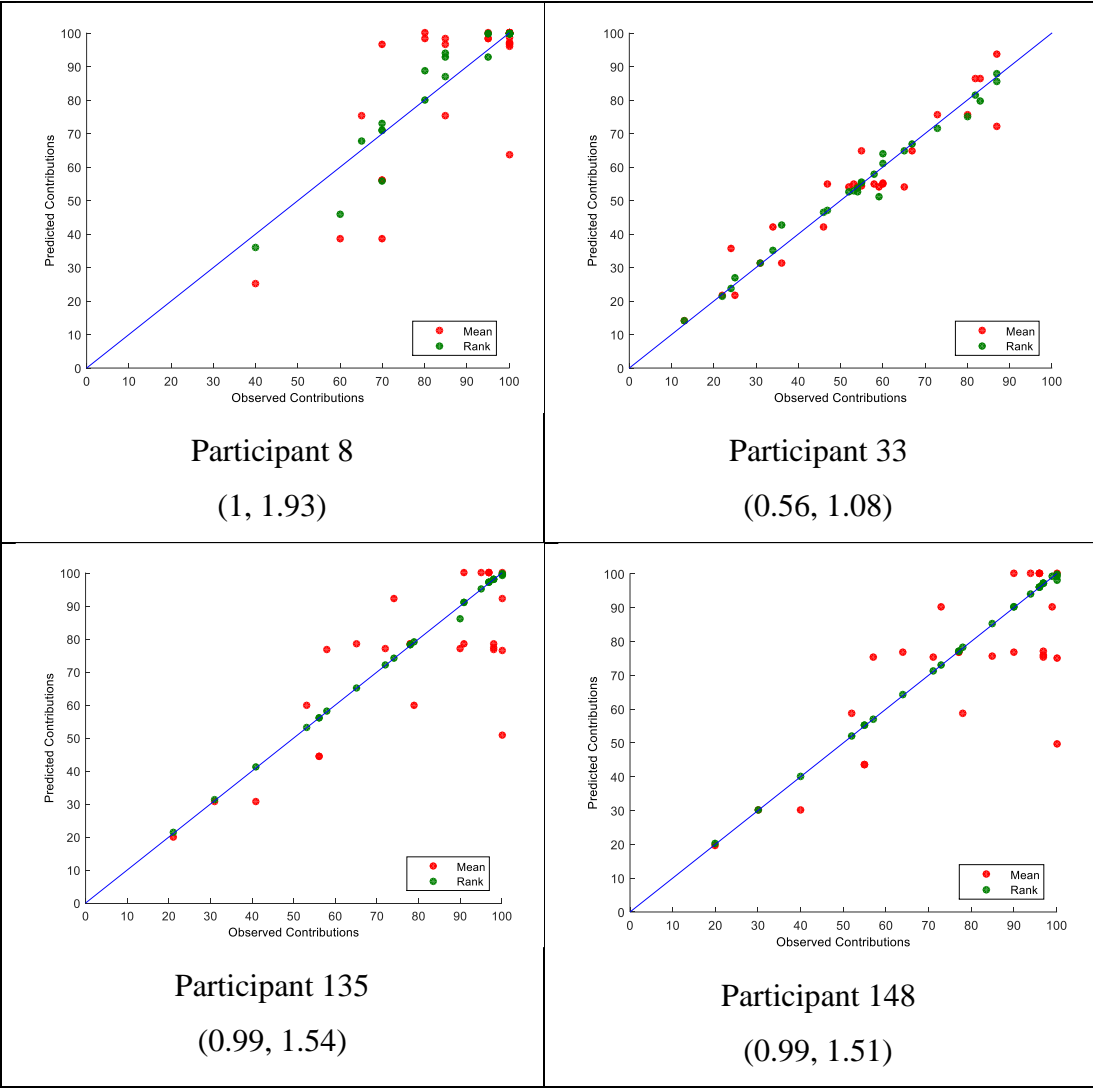 100
90
80
70
60
50
40
30
20
10
0
Predicted Contributions
Mean
Rank
0 10 20 30 40 50 60 70 80 90 100
Observed Contributions
Participant 8
(1, 1.93)
100
90
80
70
60
50
40
30
20
10
0
Predicted Contributions
Mean
Rank
0 10 20 30 40 50 60 70 80 90 100
Observed Contributions
Participant 33
(0.56, 1.08)
100
90
80
70
60
50
40
30
20
10
0
Predicted Contributions
Mean
Rank
0 10 20 30 40 50 60 70 80 90 100
Observed Contributions
Participant 135
(0.99, 1.54)
100
90
80
70
60
50
40
30
20
10
0
Predicted Contributions
Mean
Rank
0 10 20 30 40 50 60 70 80 90 100
Observed Contributions
Participant 148
(0.99, 1.51)